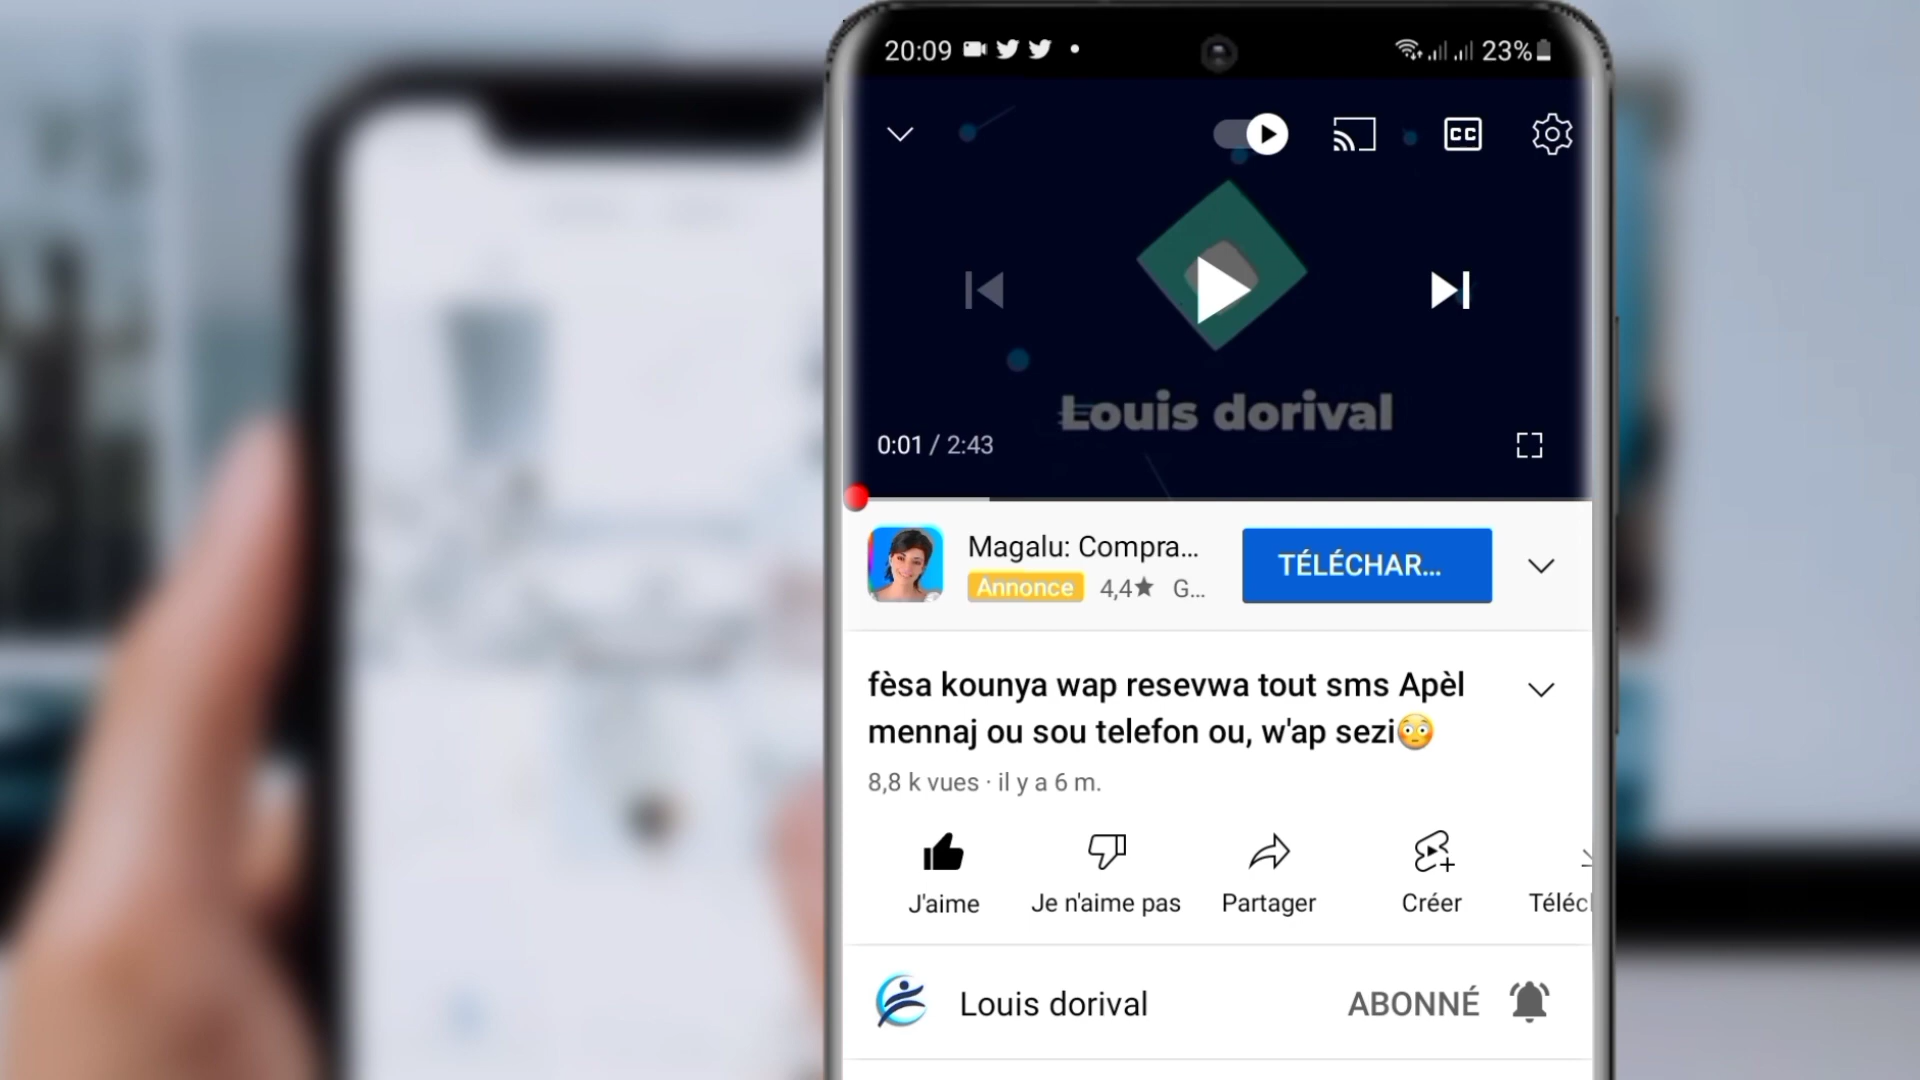 20:09
23%
CC
Louis dorival
0:01 / 2:43
Magalu: Compra...
TÉLÉCHAR...
Annonce 4,4★ G...
fèsa kounya wap resevwa tout sms Apèl
mennaj ou sou telefon ou, w'ap sezi😳
8,8 k vues · il y a 6 m.
J'aime
Je n'aime pas
Partager
Créer
Téléc
Louis dorival
ABONNÉ